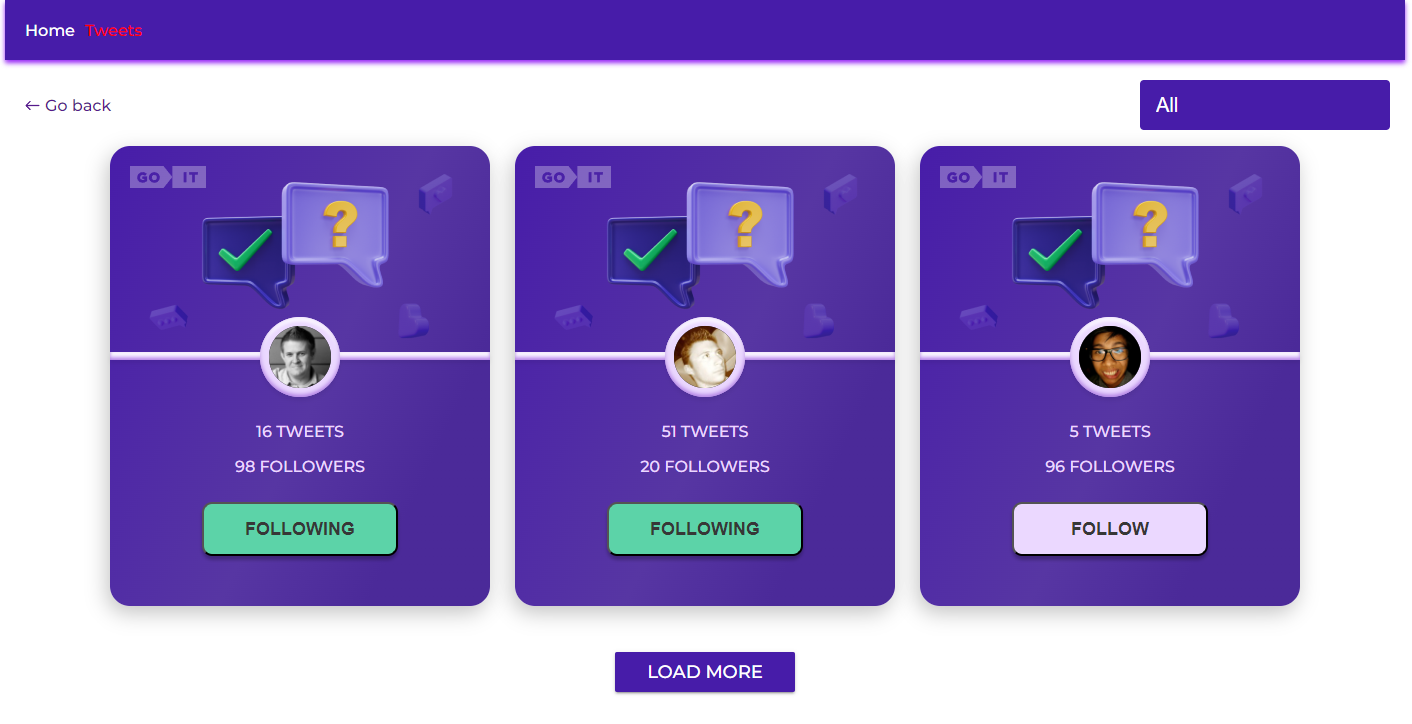 Home Tweets
← Go back
All
GO IT
GO IT
GO IT
?
?
?
16 TWEETS
98 FOLLOWERS
FOLLOWING
51 TWEETS
20 FOLLOWERS
FOLLOWING
5 TWEETS
96 FOLLOWERS
FOLLOW
LOAD MORE